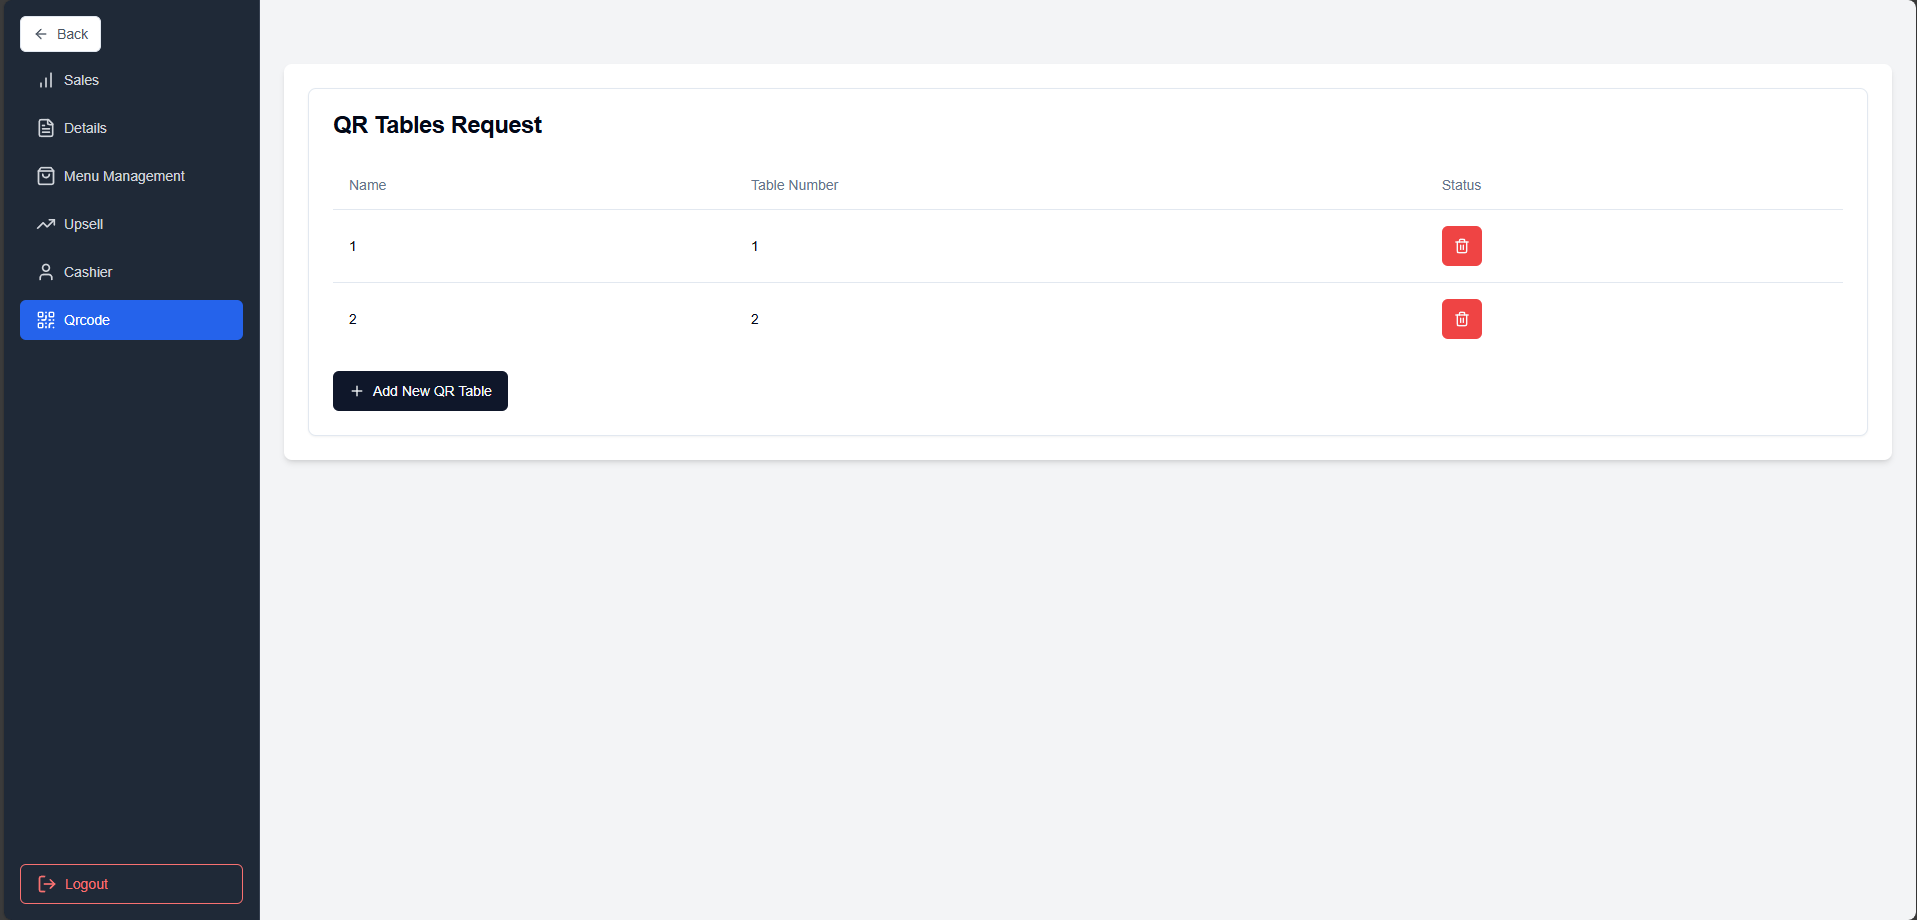 Back
Sales
Details
Menu Management
Upsell
Cashier
Qrcode
Logout
QR Tables Request
Name Table Number Status
1 1
2 2
Add New QR Table